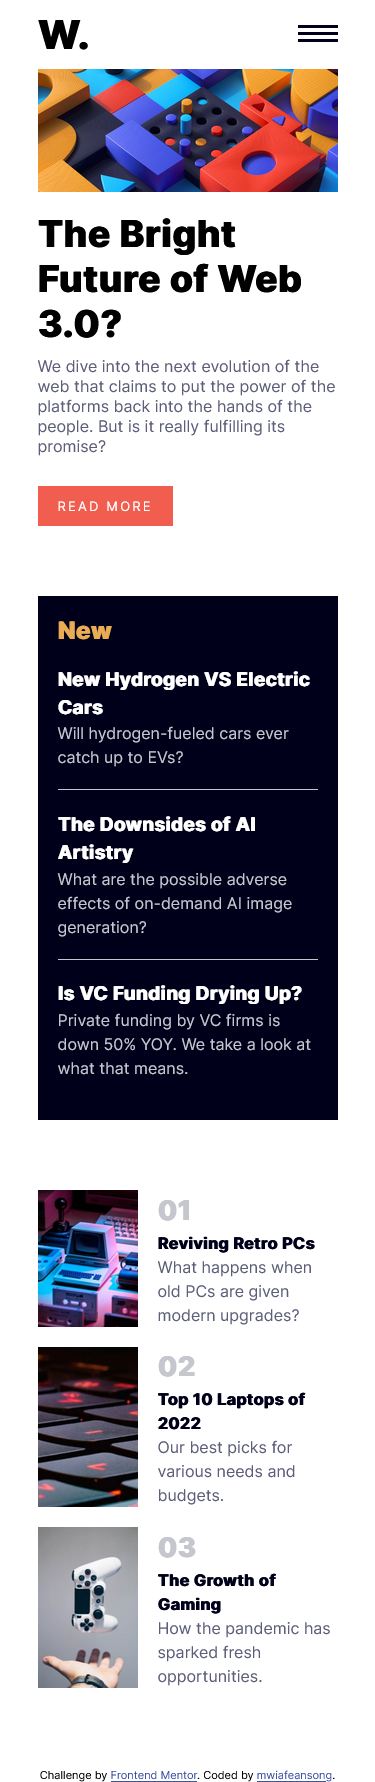 W.
The Bright
Future of Web
3.0?
We dive into the next evolution of the
web that claims to put the power of the
platforms back into the hands of the
people. But is it really fulfilling its
promise?
READ MORE
New
New Hydrogen VS Electric
Cars
Will hydrogen-fueled cars ever
catch up to EVs?
The Downsides of AI
Artistry
What are the possible adverse
effects of on-demand AI image
generation?
Is VC Funding Drying Up?
Private funding by VC firms is
down 50% YOY. We take a look at
what that means.
01
Reviving Retro PCs
What happens when
old PCs are given
modern upgrades?
02
Top 10 Laptops of
2022
Our best picks for
various needs and
budgets.
03
The Growth of
Gaming
How the pandemic has
sparked fresh
opportunities.
Challenge by Frontend Mentor. Coded by mwiafeansong.